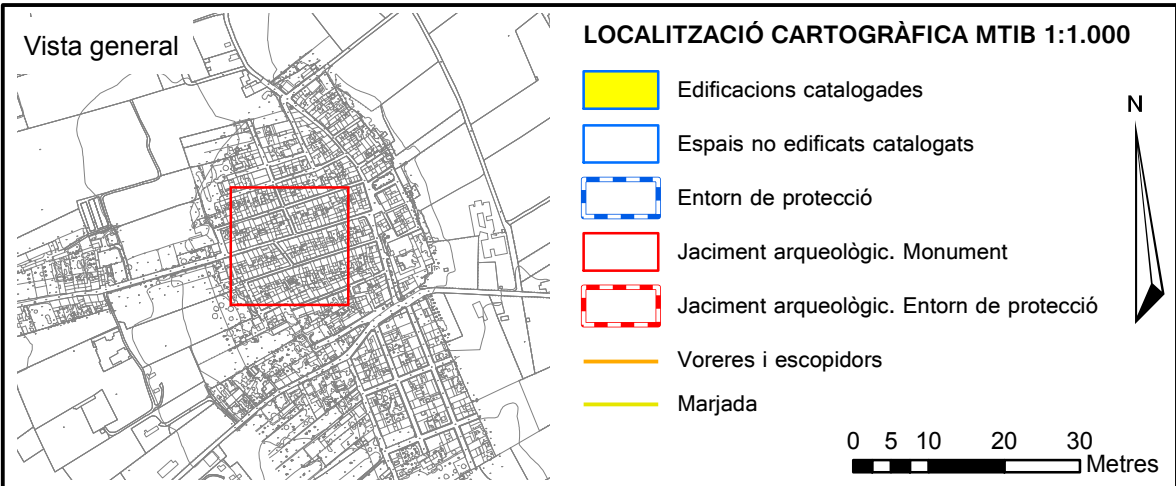 Vista general
LOCALITZACIÓ CARTOGRÀFICA MTIB 1:1.000
Edificacions catalogades
Espais no edificats catalogats
Entorn de protecció
Jaciment arqueològic. Monument
Jaciment arqueològic. Entorn de protecció
Voreres i escopidors
Marjada
N
0 5 10 20 30
Metres